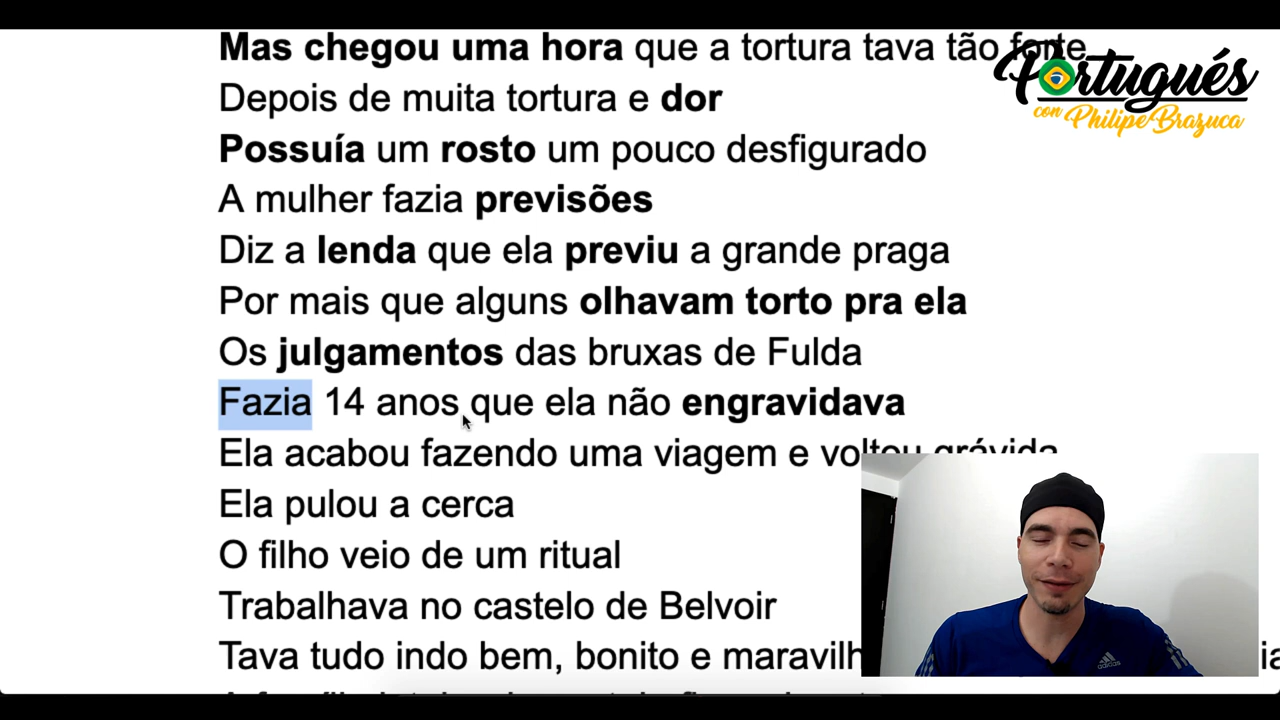 Mas chegou uma hora que a tortura tava tão forte
Portugués
con Philipe Brazuca
Depois de muita tortura e dor
Possuía um rosto um pouco desfigurado
A mulher fazia previsões
Diz a lenda que ela previu a grande praga
Por mais que alguns olhavam torto pra ela
Os julgamentos das bruxas de Fulda
Fazia 14 anos que ela não engravidava
Ela acabou fazendo uma viagem e voltou grávida
Ela pulou a cerca
O filho veio de um ritual
Trabalhava no castelo de Belvoir
Tava tudo indo bem, bonito e maravilh
adidas